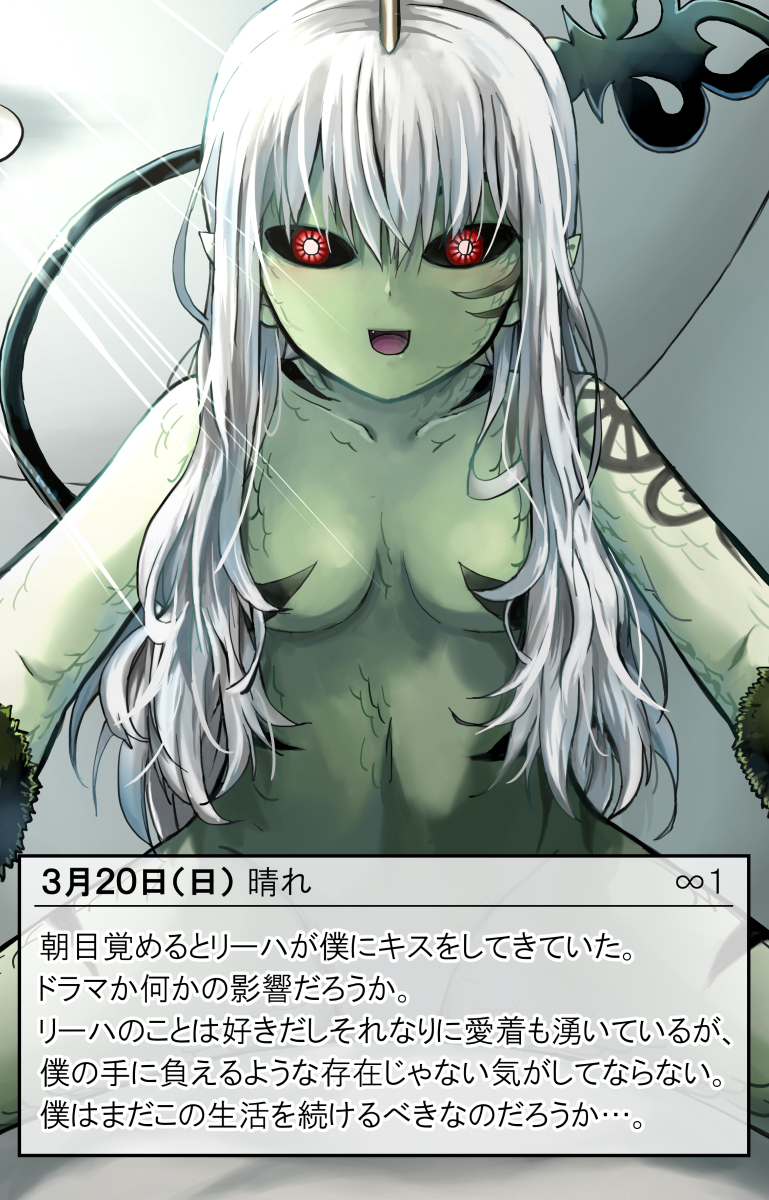 3月20日（日） 晴れ ∞1
朝目覚めるとリーハが僕にキスをしてきていた。
ドラマか何かの影響だろうか。
リーハのことは好きだしそれなりに愛着も湧いているが、
僕の手に負えるような存在じゃない気がしてならない。
僕はまだこの生活を続けるべきなのだろうか…。